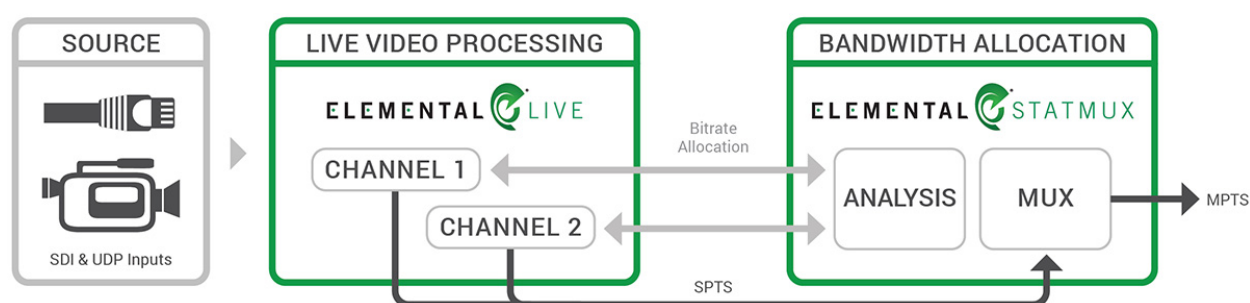 SOURCE
SDI & UDP Inputs
LIVE VIDEO PROCESSING
ELEMENTAL LIVE
CHANNEL 1
CHANNEL 2
Bitrate
Allocation
SPTS
BANDWIDTH ALLOCATION
ELEMENTAL STATMUX
ANALYSIS
MUX
MPTS